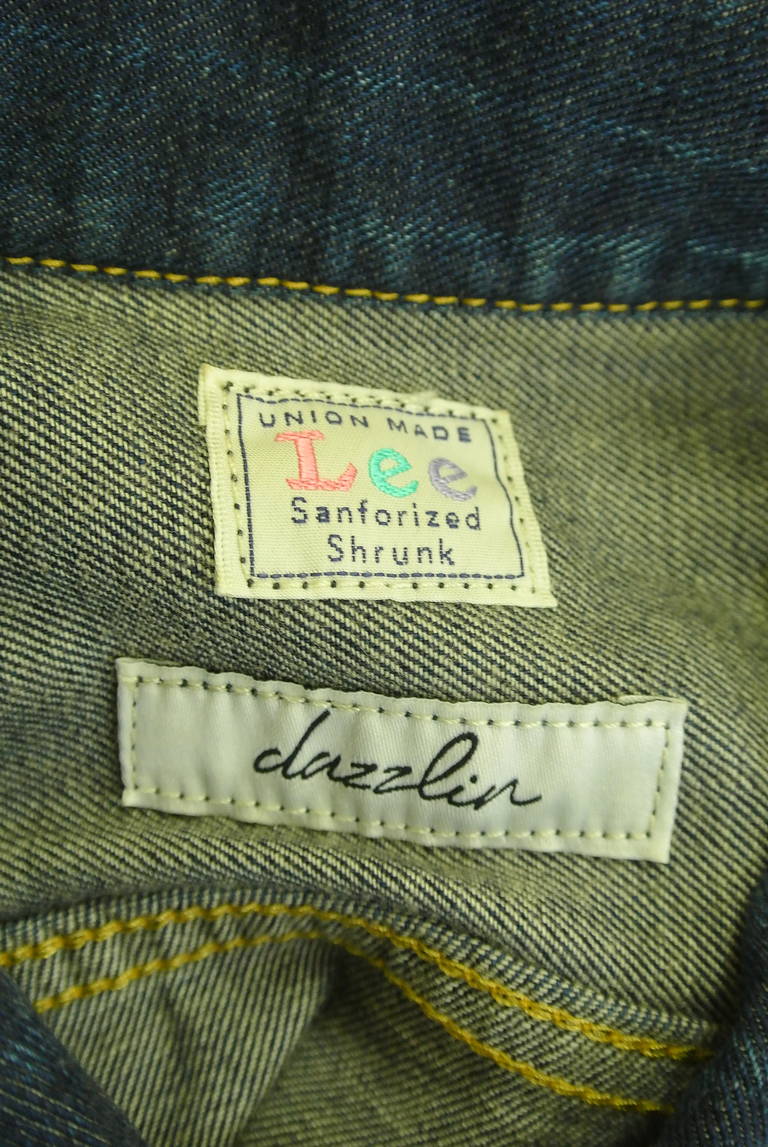 UNION MADE
Lee
Sanforized
Shrunk
dazzlin